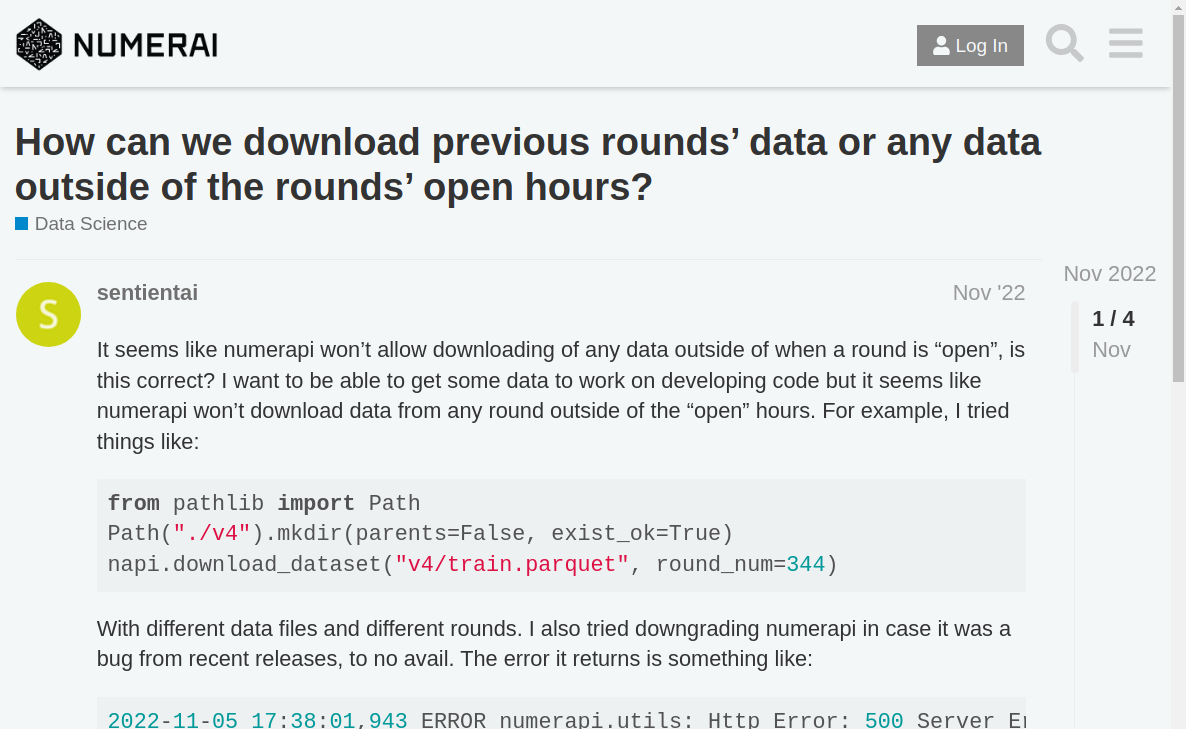 NUMERAI
Log In
How can we download previous rounds’ data or any data
outside of the rounds’ open hours?
Data Science
Nov 2022
1 / 4
Nov
S
sentientai
Nov '22
It seems like numerapi won’t allow downloading of any data outside of when a round is “open”, is
this correct? I want to be able to get some data to work on developing code but it seems like
numerapi won’t download data from any round outside of the “open” hours. For example, I tried
things like:
from pathlib import Path
Path("./v4").mkdir(parents=False, exist_ok=True)
napi.download_dataset("v4/train.parquet", round_num=344)
With different data files and different rounds. I also tried downgrading numerapi in case it was a
bug from recent releases, to no avail. The error it returns is something like:
2022-11-05 17:38:01,943 ERROR numerapi.utils: Http Error: 500 Server